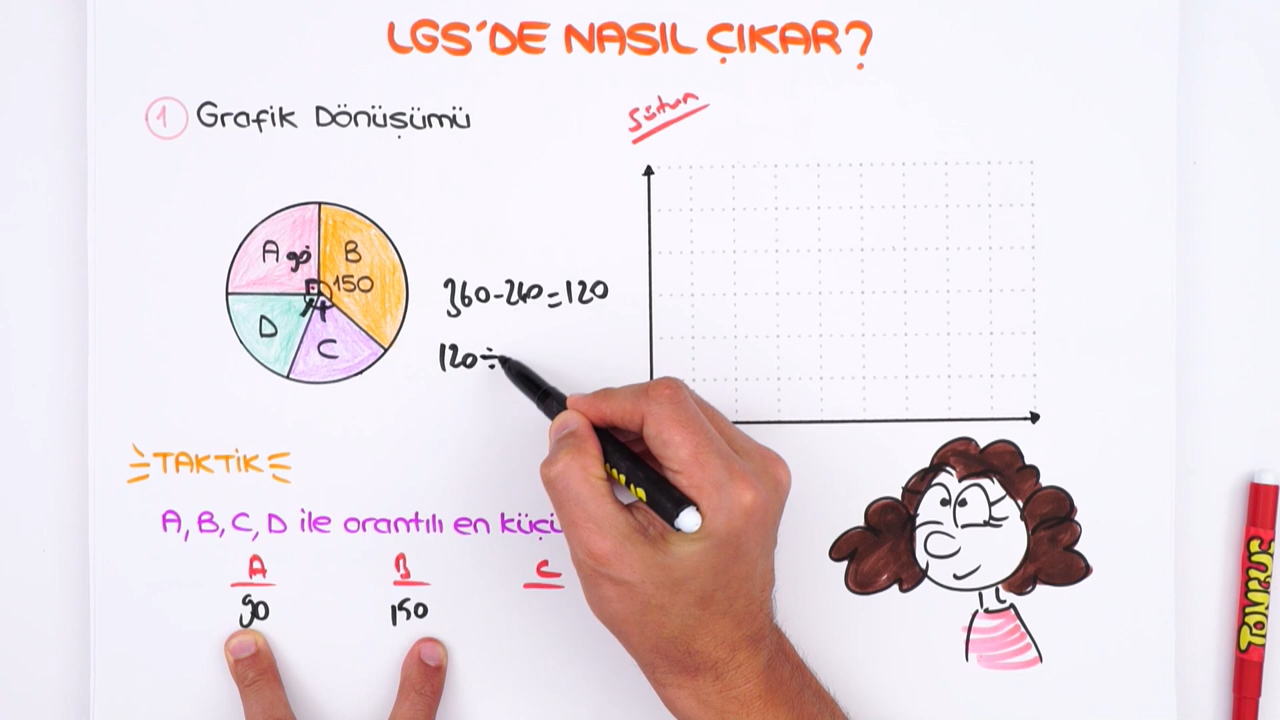 LGS'DE NASIL ÇIKAR?
1 Grafik Dönüşümü
Sütun
A 90 B
150
D C
360-240=120
120÷
TAKTİK
A, B, C, D ile orantılı en küçü
A B C
90 150
TONTUŞ